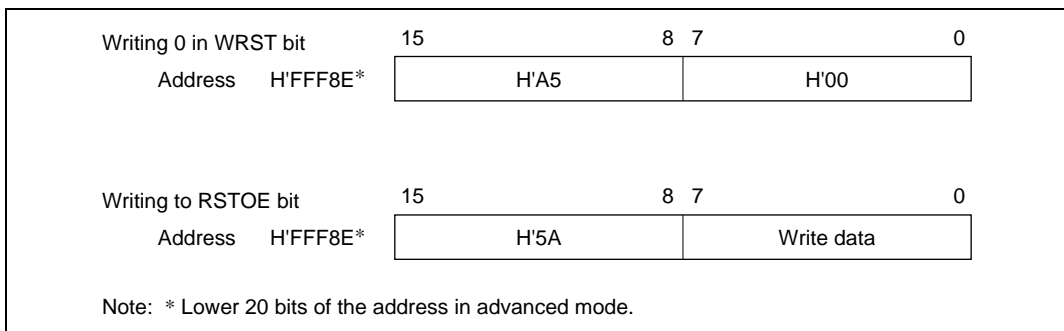 Writing 0 in WRST bit 15 8 7 0
Address H'FFF8E* H'A5 H'00
Writing to RSTOE bit 15 8 7 0
Address H'FFF8E* H'5A Write data
Note: * Lower 20 bits of the address in advanced mode.